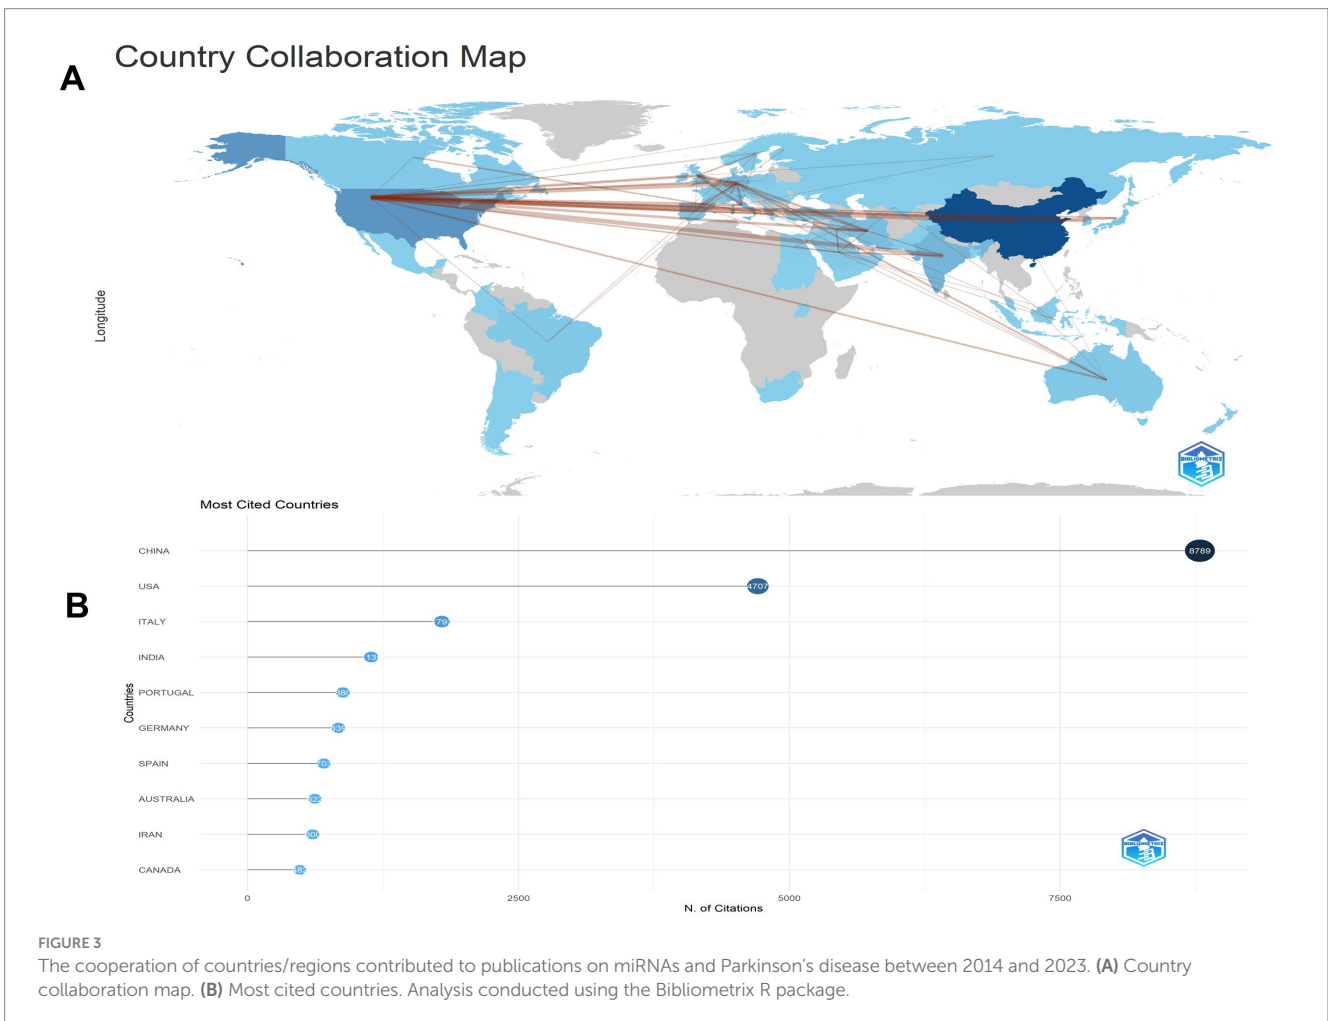 Country Collaboration Map
A
Longitude
BIBLIOMETRIX
Most Cited Countries
B
Countries
CHINA
8789
USA
4707
ITALY
INDIA
PORTUGAL
GERMANY
SPAIN
703
AUSTRALIA
IRAN
CANADA
BIBLIOMETRIX
0
2500
5000
7500
N. of Citations
FIGURE 3
The cooperation of countries/regions contributed to publications on miRNAs and Parkinson's disease between 2014 and 2023. (A) Country
collaboration map. (B) Most cited countries. Analysis conducted using the Bibliometrix R package.